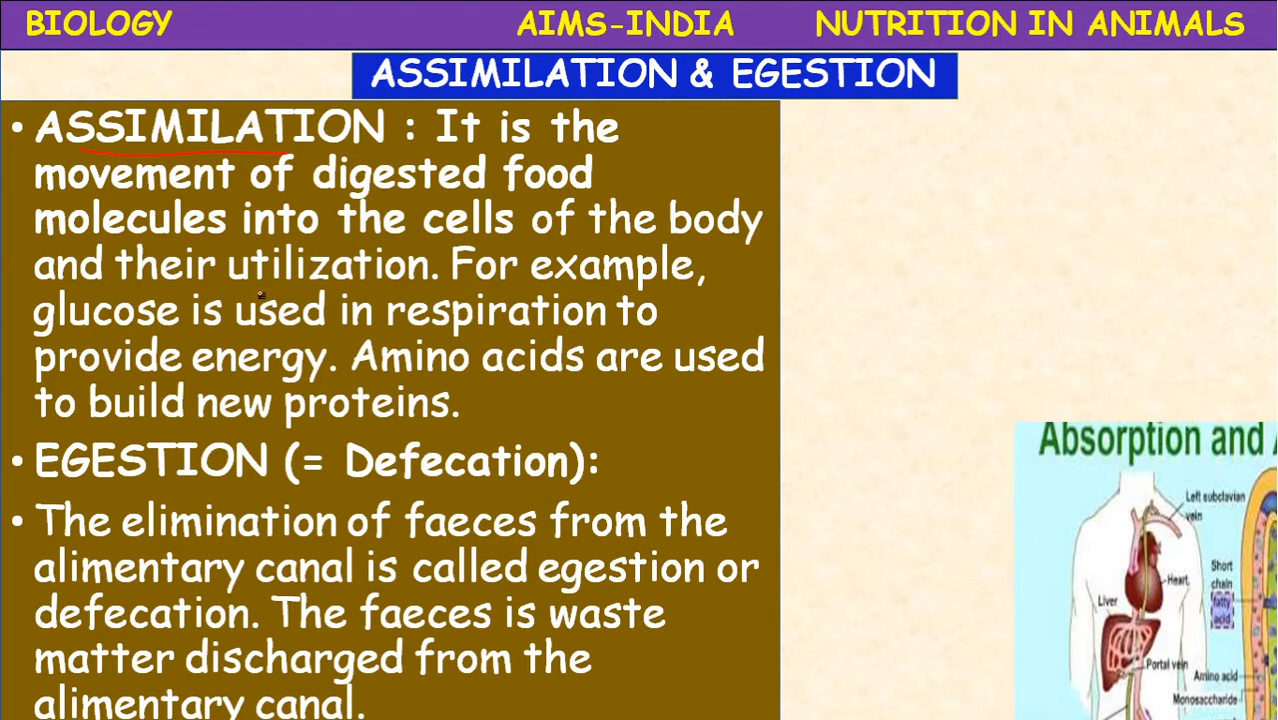 BIOLOGY AIMS-INDIA NUTRITION IN ANIMALS
ASSIMILATION & EGESTION
• ASSIMILATION : It is the
movement of digested food
molecules into the cells of the body
and their utilization. For example,
glucose is used in respiration to
provide energy. Amino acids are used
to build new proteins.
• EGESTION (= Defecation):
• The elimination of faeces from the
alimentary canal is called egestion or
defecation. The faeces is waste
matter discharged from the
alimentary canal.
Absorption and
Left subclavian
vein
Heart
Short
chain
fatty
acid
Liver
Portal vein
Amino acid
Monosaccharide